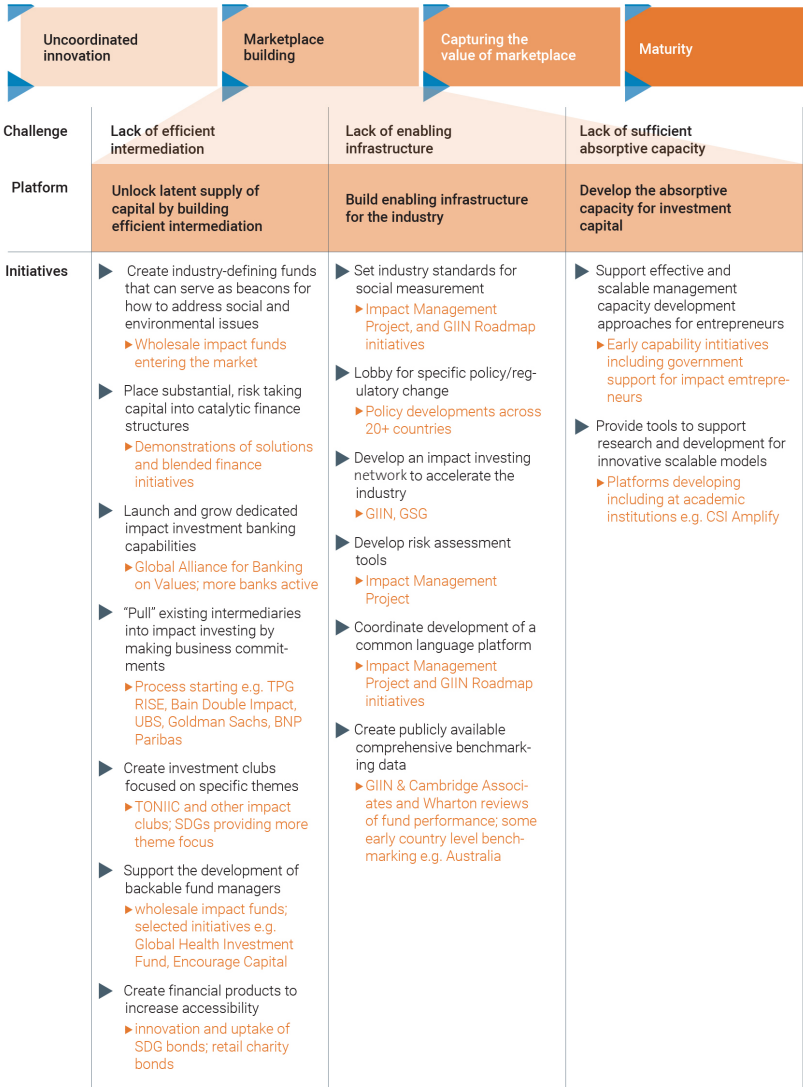 Uncoordinated
innovation
Marketplace
building
Capturing the
value of marketplace
Maturity
Challenge
Lack of efficient
intermediation
Lack of enabling
infrastructure
Lack of sufficient
absorptive capacity
Platform
Unlock latent supply of
capital by building
efficient intermediation
Build enabling infrastructure
for the industry
Develop the absorptive
capacity for investment
capital
Initiatives
Create industry-defining funds
that can serve as beacons for
how to address social and
environmental issues
Wholesale impact funds
entering the market
Place substantial, risk taking
capital into catalytic finance
structures
Demonstrations of solutions
and blended finance
initiatives
Launch and grow dedicated
impact investment banking
capabilities
Global Alliance for Banking
on Values; more banks active
“Pull” existing intermediaries
into impact investing by
making business commit-
ments
Process starting e.g. TPG
RISE, Bain Double Impact,
UBS, Goldman Sachs, BNP
Paribas
Create investment clubs
focused on specific themes
TONIIC and other impact
clubs; SDGs providing more
theme focus
Support the development of
backable fund managers
wholesale impact funds;
selected initiatives e.g.
Global Health Investment
Fund, Encourage Capital
Create financial products to
increase accessibility
innovation and uptake of
SDG bonds; retail charity
bonds
Set industry standards for
social measurement
Impact Management
Project, and GIIN Roadmap
initiatives
Lobby for specific policy/reg-
ulatory change
Policy developments across
20+ countries
Develop an impact investing
network to accelerate the
industry
GIIN, GSG
Develop risk assessment
tools
Impact Management
Project
Coordinate development of a
common language platform
Impact Management
Project and GIIN Roadmap
initiatives
Create publicly available
comprehensive benchmark-
ing data
GIIN & Cambridge Associ-
ates and Wharton reviews
of fund performance; some
early country level bench-
marking e.g. Australia
Support effective and
scalable management
capacity development
approaches for entrepreneurs
Early capability intitiatives
including government
support for impact emtrepre-
neurs
Provide tools to support
research and development for
innovative scalable models
Platforms developing
including at academic
institutions e.g. CSI Amplify